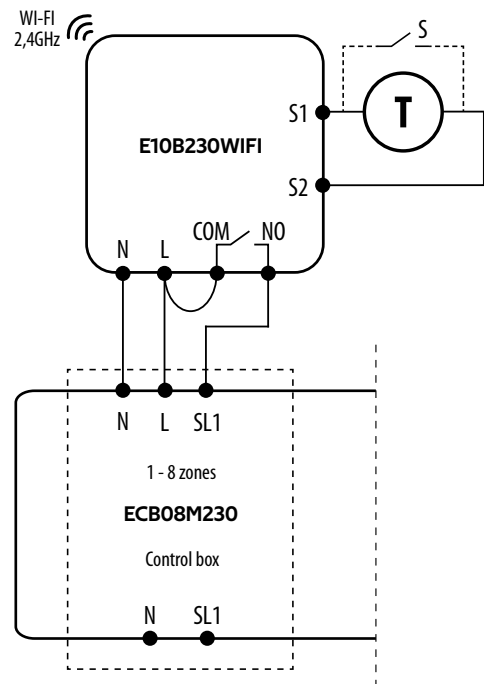 WI-FI
2,4GHz
S
S1
T
E10B230WIFI
S2
COM NO
N L
N L SL1
1 - 8 zones
ECB08M230
Control box
N SL1